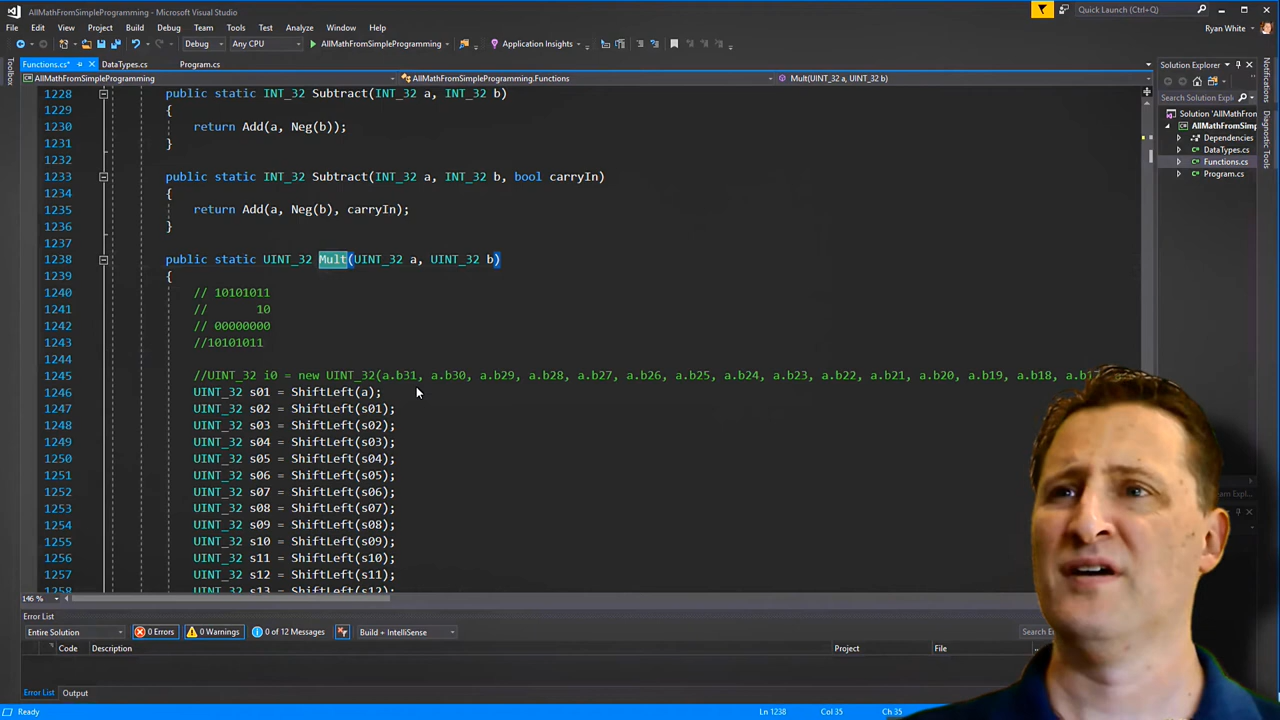 AllMathFromSimpleProgramming - Microsoft Visual Studio
Quick Launch (Ctrl+Q)
File Edit View Project Build Debug Team Tools Test Analyze Window Help
Ryan White
Debug Any CPU AllMathFromSimpleProgramming Application Insights
Functions.cs* DataTypes.cs Program.cs
Solution Explorer
AllMathFromSimpleProgramming AllMathFromSimpleProgramming.Functions Mult(UINT_32 a, UINT_32 b)
Toolbox
Notifications
Diagnostic Tools
Search Solution Expl
Solution 'AllMathFron
AllMathFromSimp
Dependencies
DataTypes.cs
Functions.cs
Program.cs
1228 public static INT_32 Subtract(INT_32 a, INT_32 b)
1229 {
1230 return Add(a, Neg(b));
1231 }
1232
1233 public static INT_32 Subtract(INT_32 a, INT_32 b, bool carryIn)
1234 {
1235 return Add(a, Neg(b), carryIn);
1236 }
1237
1238 public static UINT_32 Mult(UINT_32 a, UINT_32 b)
1239 {
1240 // 10101011
1241 // 10
1242 // 00000000
1243 //10101011
1244
1245 //UINT_32 i0 = new UINT_32(a.b31, a.b30, a.b29, a.b28, a.b27, a.b26, a.b25, a.b24, a.b23, a.b22, a.b21, a.b20, a.b19, a.b18, a.b17
1246 UINT_32 s01 = ShiftLeft(a);
1247 UINT_32 s02 = ShiftLeft(s01);
1248 UINT_32 s03 = ShiftLeft(s02);
1249 UINT_32 s04 = ShiftLeft(s03);
1250 UINT_32 s05 = ShiftLeft(s04);
1251 UINT_32 s06 = ShiftLeft(s05);
1252 UINT_32 s07 = ShiftLeft(s06);
1253 UINT_32 s08 = ShiftLeft(s07);
1254 UINT_32 s09 = ShiftLeft(s08);
1255 UINT_32 s10 = ShiftLeft(s09);
1256 UINT_32 s11 = ShiftLeft(s10);
1257 UINT_32 s12 = ShiftLeft(s11);
1258 UINT_32 s13 = ShiftLeft(s12);
146 %
Error List
Entire Solution 0 Errors 0 Warnings 0 of 12 Messages Build + IntelliSense
Code Description Project File
Error List Output
Ready Ln 1238 Col 35 Ch 35